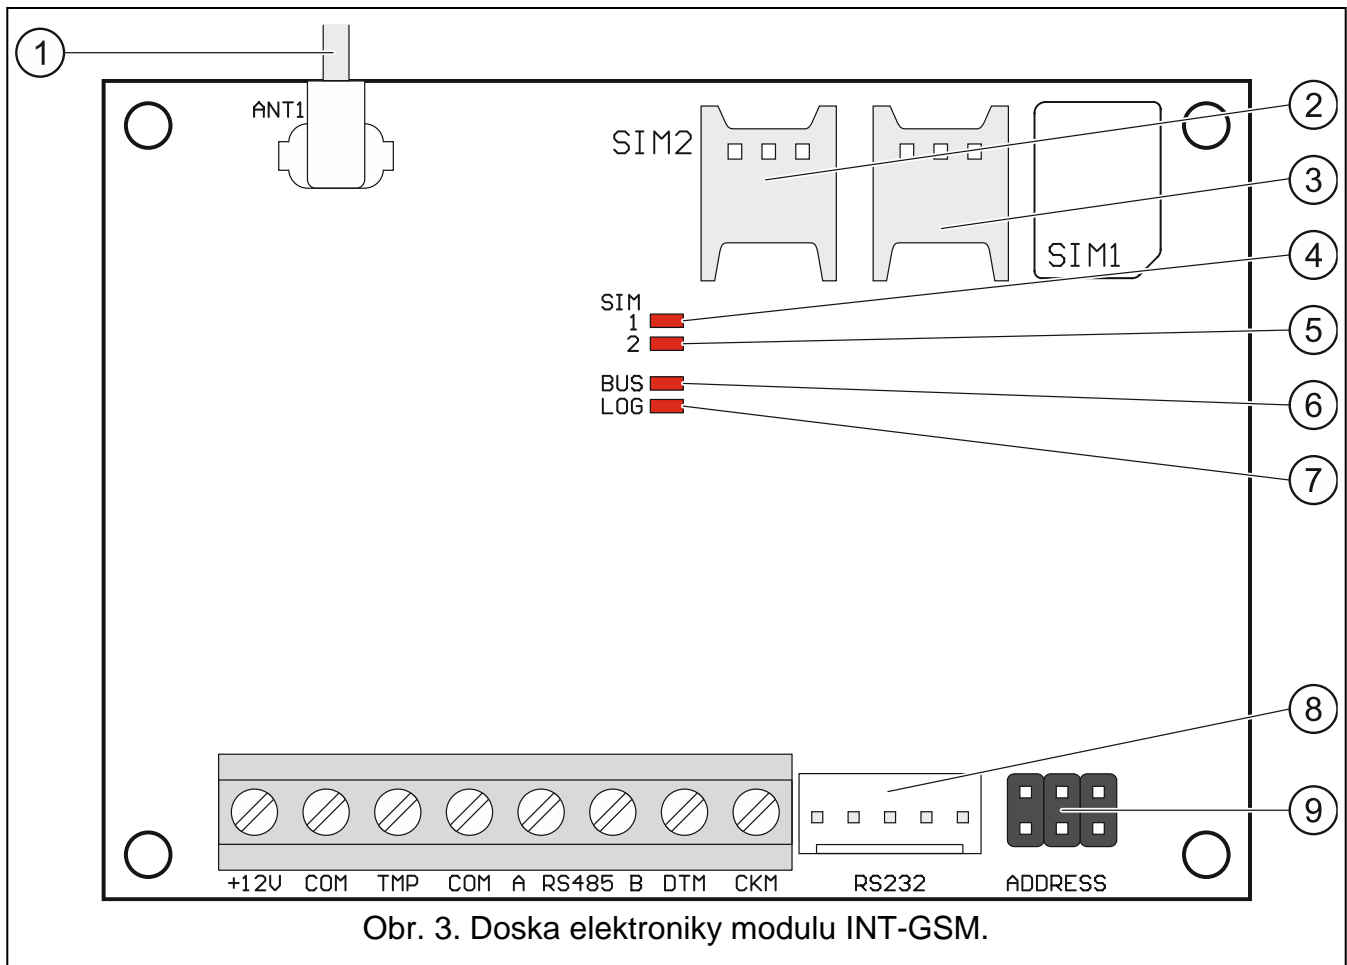 1
ANT1
SIM2
SIM1
2
3
4
5
6
7
SIM
1
2
BUS
LOG
8
9
+12V COM TMP COM A RS485 B DTM CKM RS232 ADDRESS
Obr. 3. Doska elektroniky modulu INT-GSM.